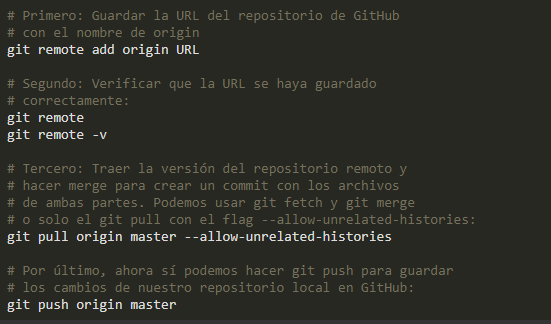 # Primero: Guardar la URL del repositorio de GitHub
# con el nombre de origin
git remote add origin URL
# Segundo: Verificar que la URL se haya guardado
# correctamente:
git remote
git remote -v
# Tercero: Traer la versión del repositorio remoto y
# hacer merge para crear un commit con los archivos
# de ambas partes. Podemos usar git fetch y git merge
# o solo el git pull con el flag --allow-unrelated-histories:
git pull origin master --allow-unrelated-histories
# Por último, ahora sí podemos hacer git push para guardar
# los cambios de nuestro repositorio local en GitHub:
git push origin master